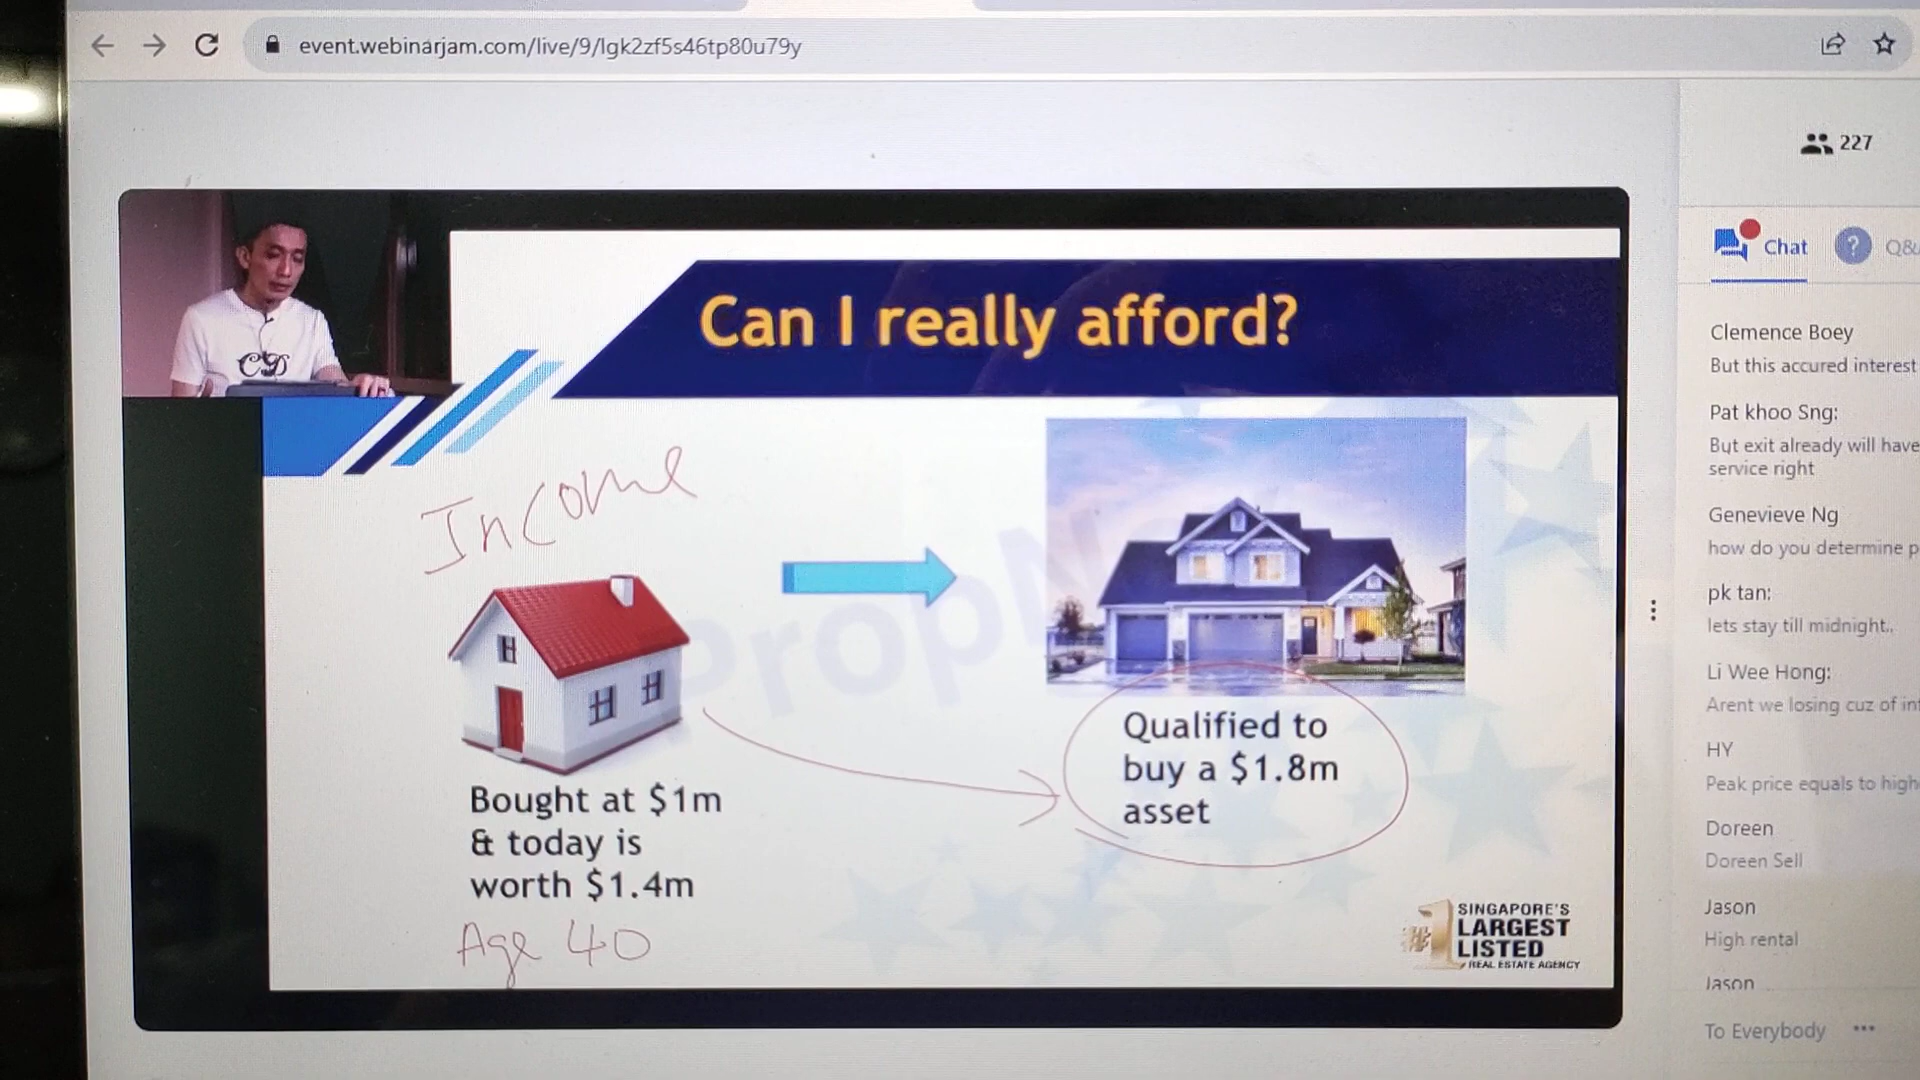 event.webinarjam.com/live/9/lgk2zf5s46tp80u79y
227
Chat
Q&
Can I really afford?
CD
Income
PropN
Bought at $1m
& today is
worth $1.4m
Age 40
Qualified to
buy a $1.8m
asset
#1
SINGAPORE'S
LARGEST
LISTED
REAL ESTATE AGENCY
Clemence Boey
But this accured interest
Pat khoo Sng:
But exit already will have
service right
Genevieve Ng
how do you determine p
pk tan:
lets stay till midnight..
Li Wee Hong:
Arent we losing cuz of int
HY
Peak price equals to high
Doreen
Doreen Sell
Jason
High rental
Jason
To Everybody